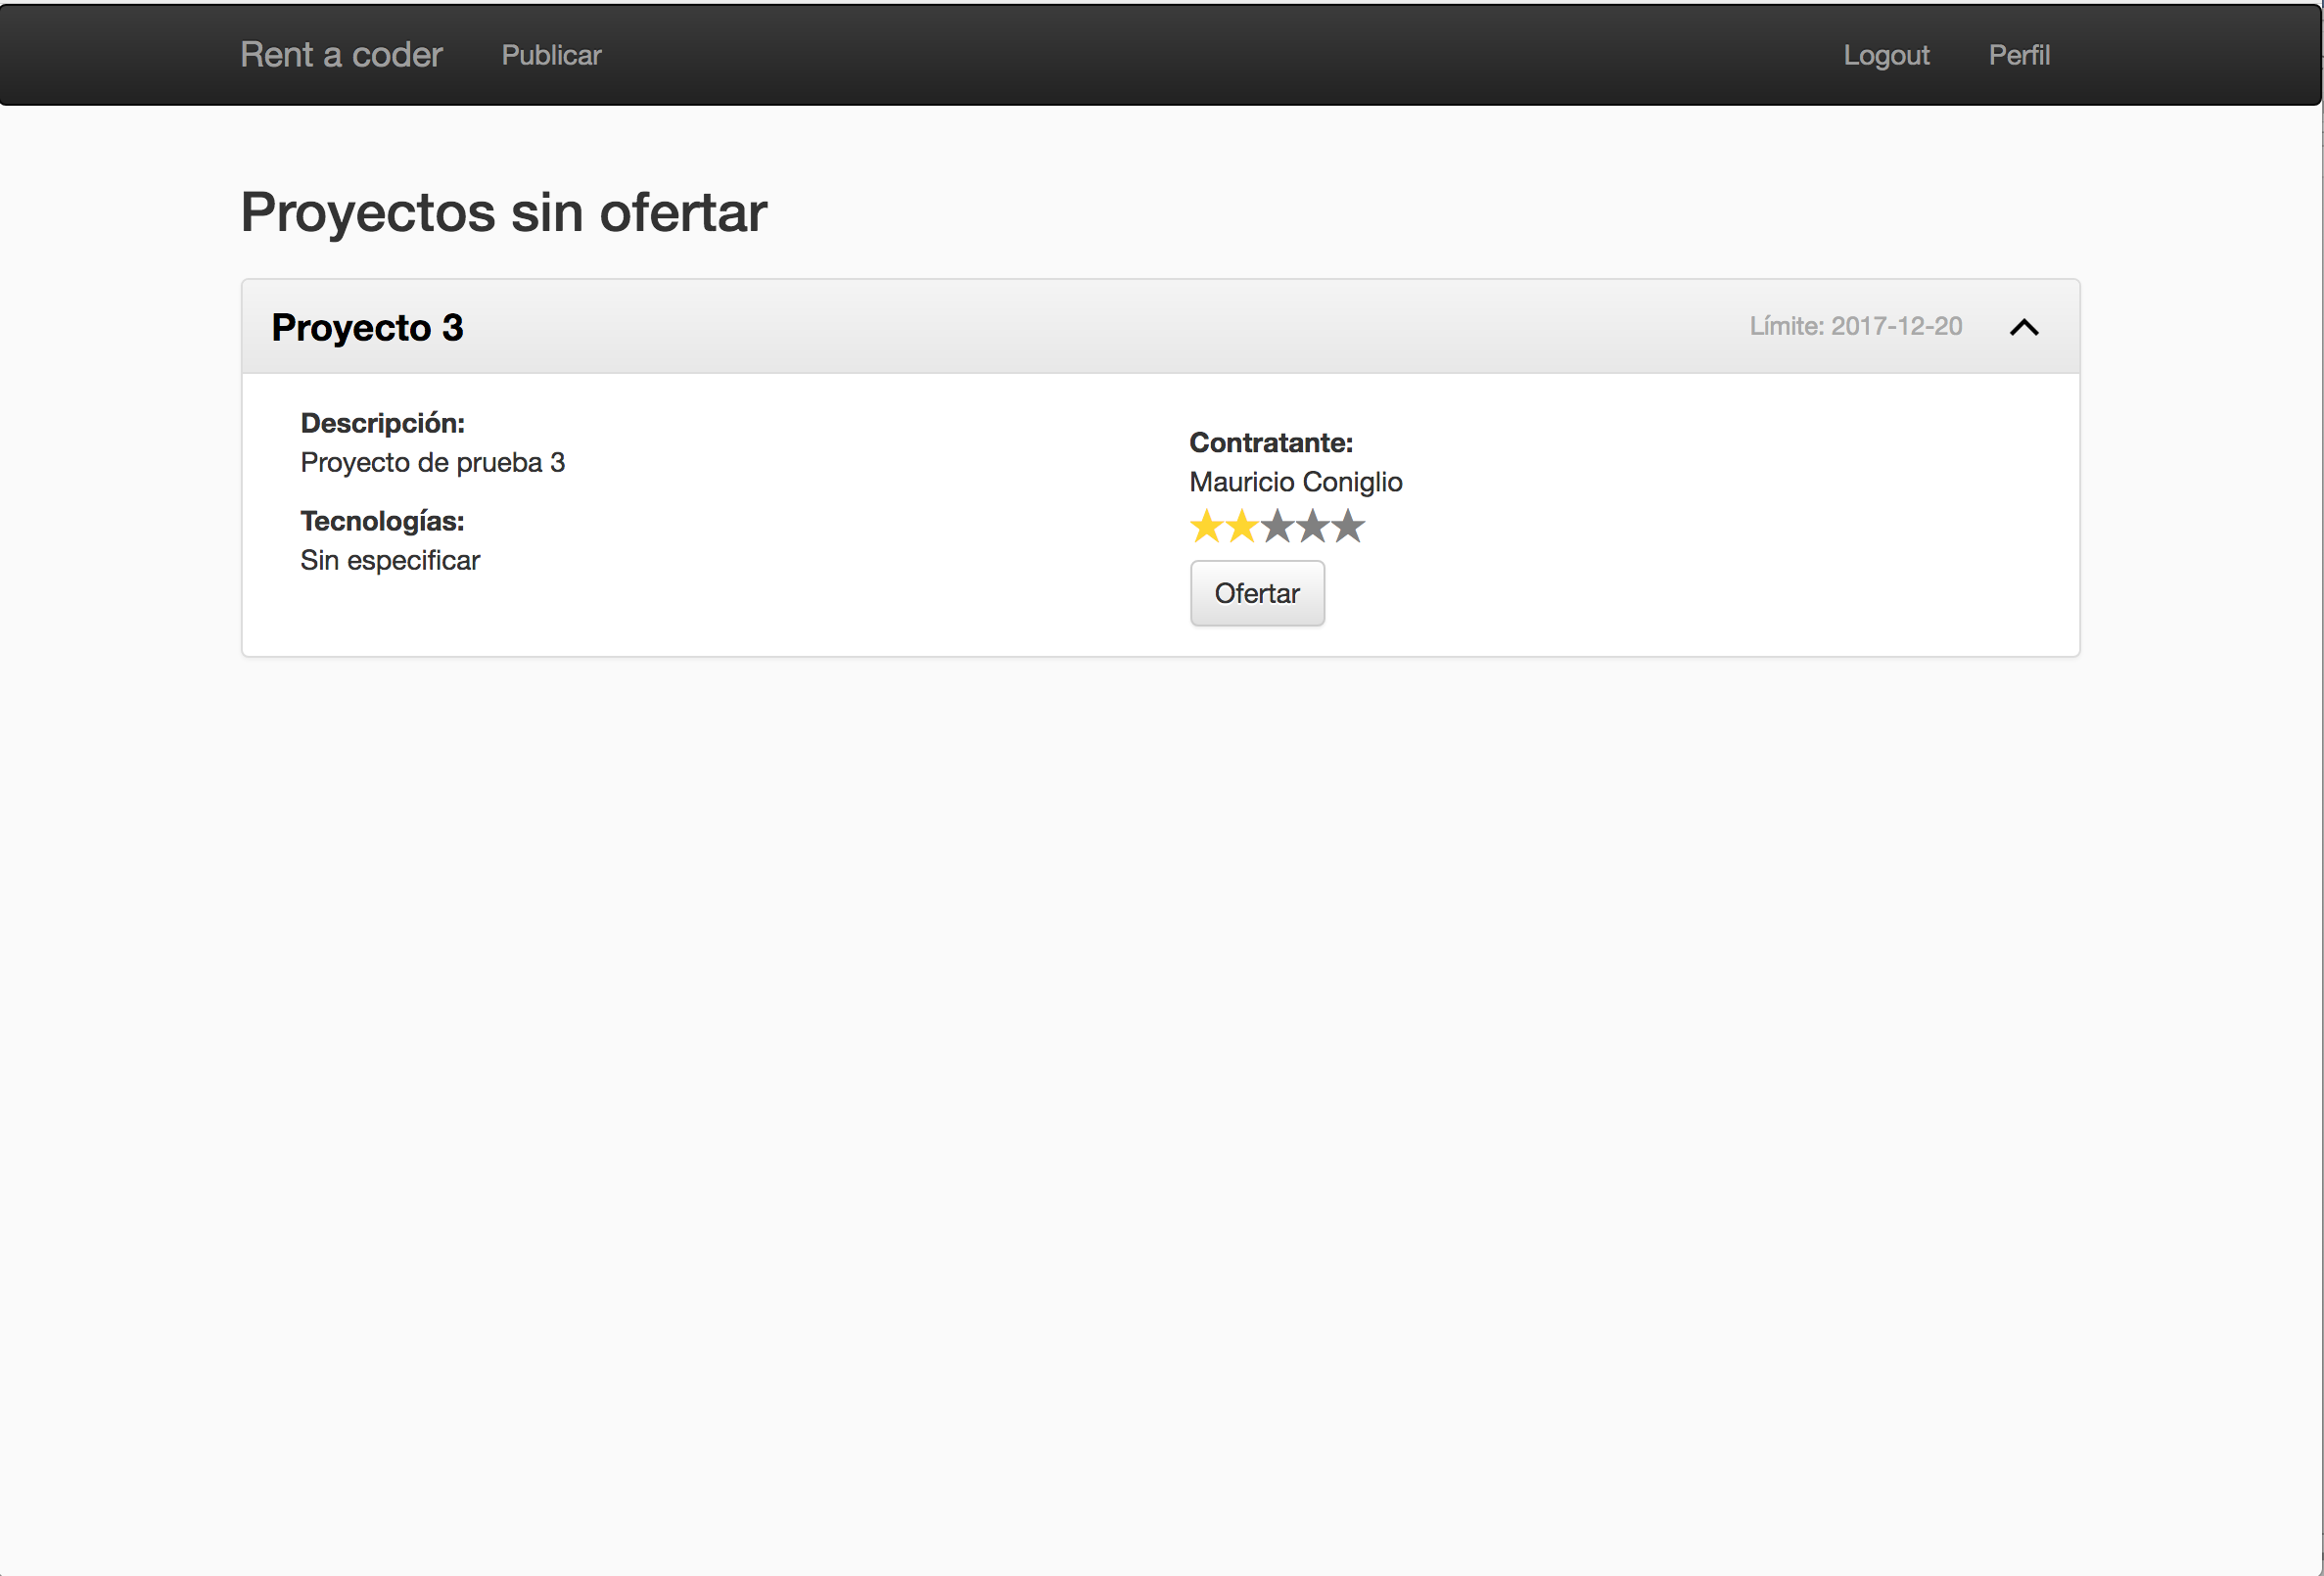 Rent a coder Publicar Logout Perfil
Proyectos sin ofertar
Proyecto 3 Límite: 2017-12-20
Descripción:
Proyecto de prueba 3
Tecnologías:
Sin especificar
Contratante:
Mauricio Coniglio
Ofertar